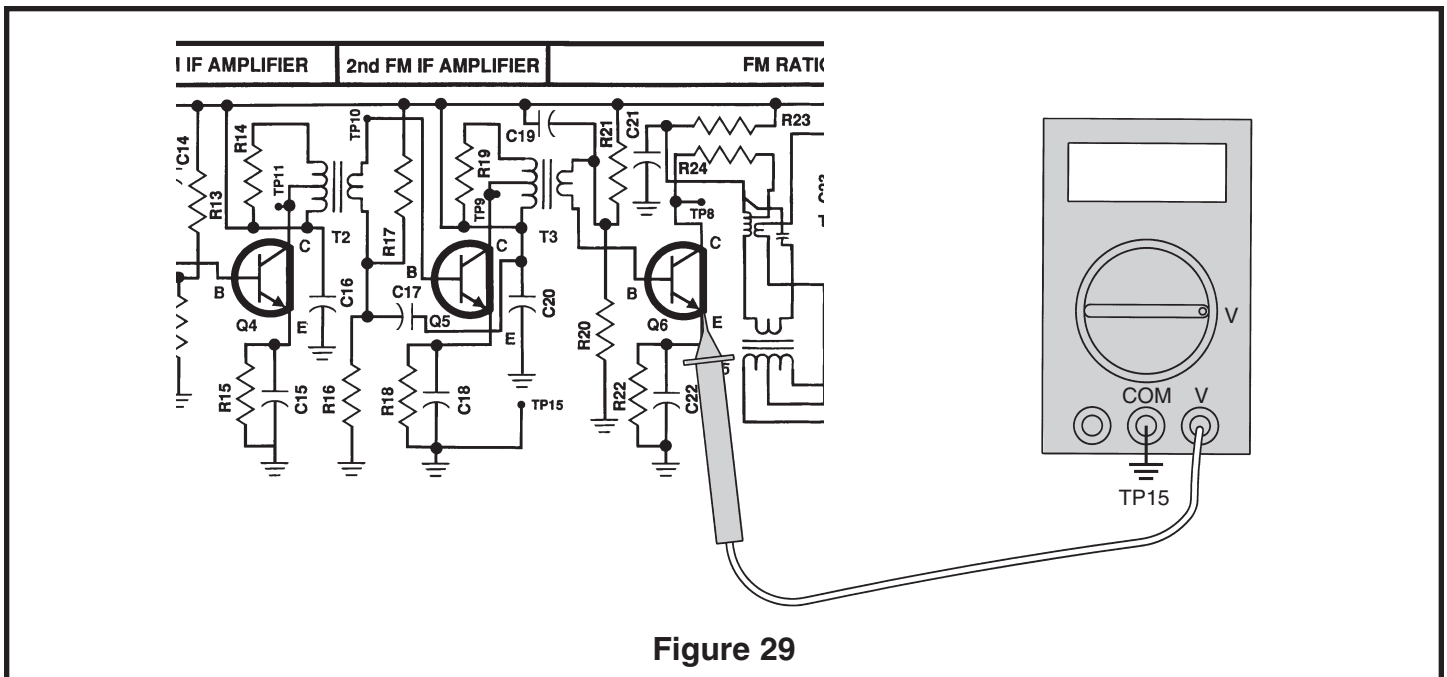 I IF AMPLIFIER
2nd FM IF AMPLIFIER
FM RATI
C14
R13
R14
TP11
T2
TP10
R17
R19
TP9
T3
C19
R21
C21
R23
R24
TP8
C
B
E
Q4
C16
B
C17
Q5
C
E
C20
R20
B
C
E
Q6
R15
C15
R16
R18
C18
TP15
R22
C22
V
COM
V
TP15
Figure 29